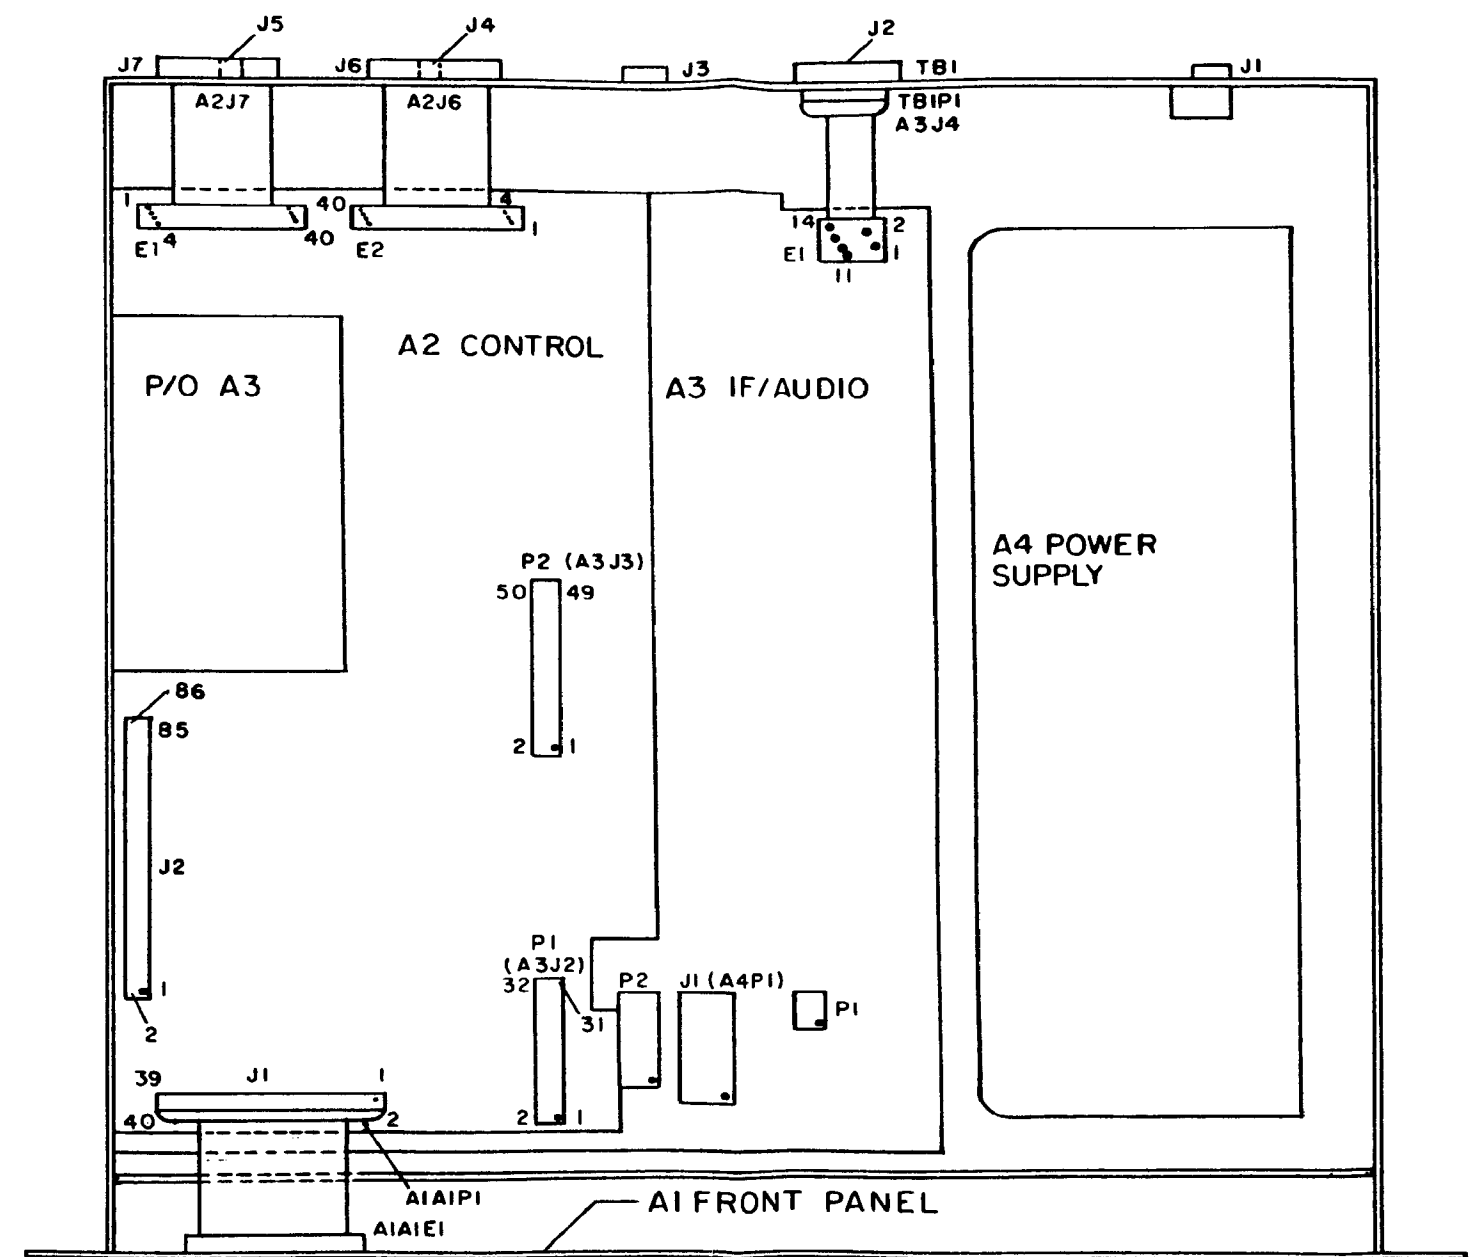 J5
J4
J2
J7
J6
J3
TB1
J1
A2J7
A2J6
TB1P1
A3J4
1
40
4
14
2
E1
4
40
E2
1
E1
1
11
A2 CONTROL
P/O A3
A3 IF/AUDIO
A4 POWER
SUPPLY
P2 (A3J3)
50
49
86
85
2
1
J2
P1
(A3J2)
32
P2
J1 (A4P1)
1
P1
31
2
39
J1
1
40
2
2
1
A1A1P1
A1 FRONT PANEL
A1A1E1